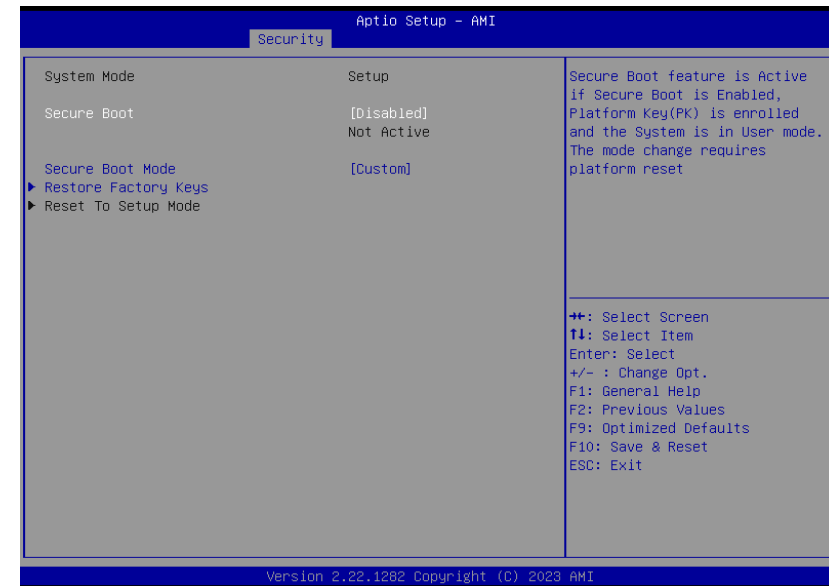 Aptio Setup - AMI
Security
System Mode Setup
Secure Boot [Disabled]
Not Active
Secure Boot Mode [Custom]
Restore Factory Keys
Reset To Setup Mode
Secure Boot feature is Active
if Secure Boot is Enabled,
Platform Key(PK) is enrolled
and the System is in User mode.
The mode change requires
platform reset
→←: Select Screen
↑↓: Select Item
Enter: Select
+/- : Change Opt.
F1: General Help
F2: Previous Values
F9: Optimized Defaults
F10: Save & Reset
ESC: Exit
Version 2.22.1282 Copyright (C) 2023 AMI